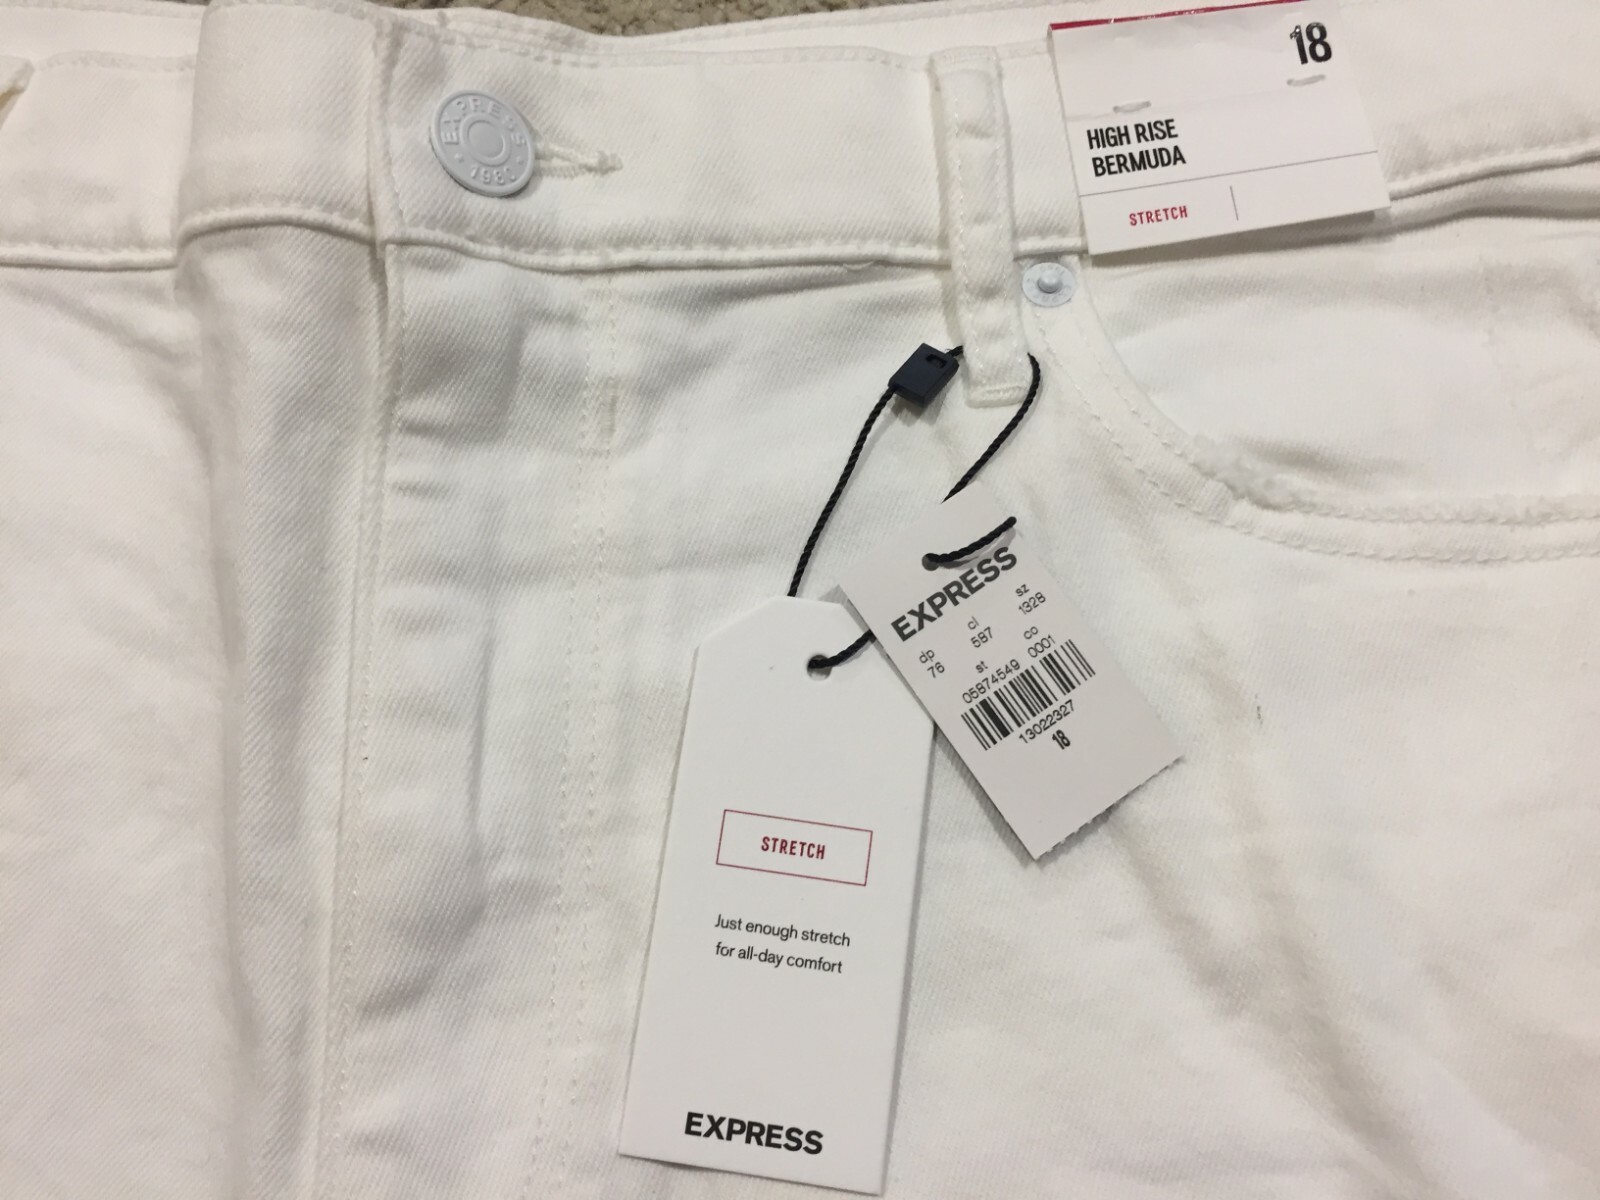 EXPRESS
1980
18
HIGH RISE
BERMUDA
STRETCH
EXPRESS
dp cl sz
76 587 1328
st co
05874549 0001
13022327
18
STRETCH
Just enough stretch
for all-day comfort
EXPRESS